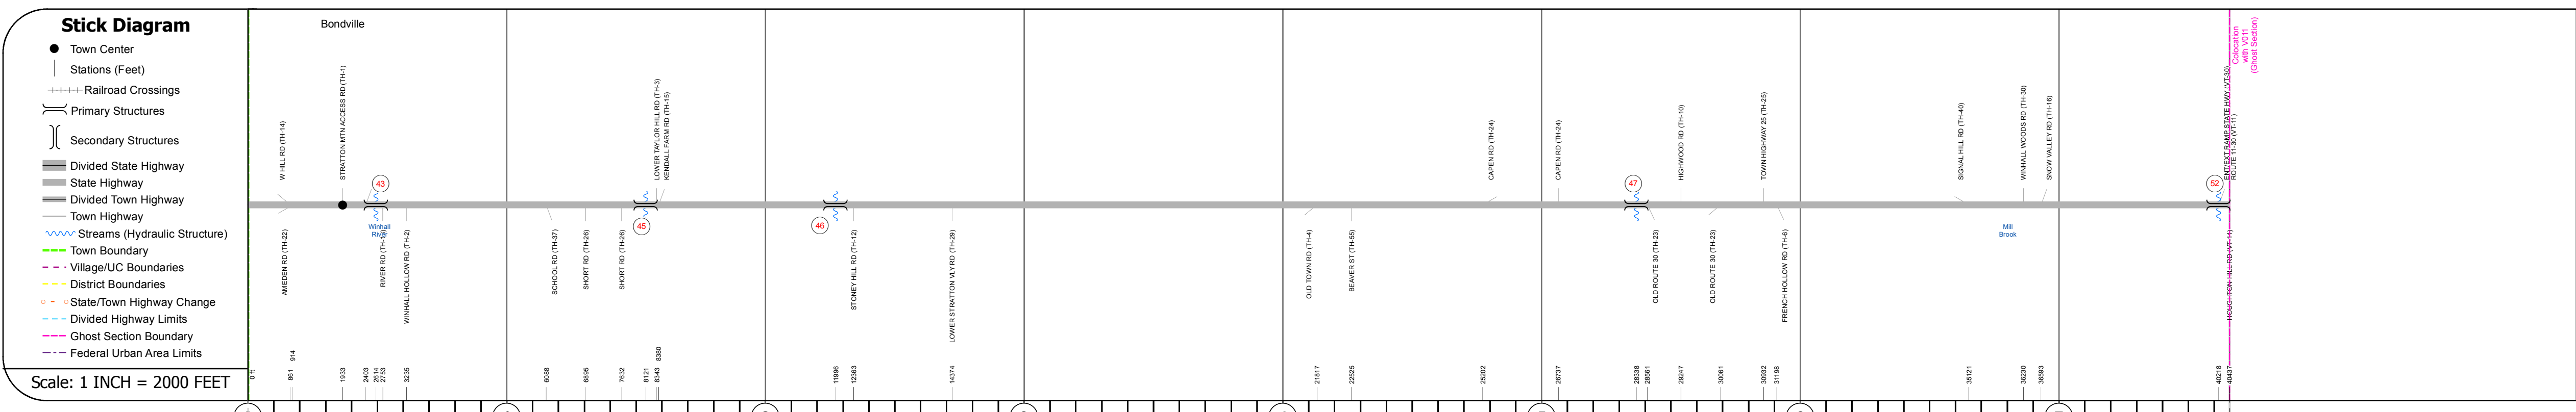 Stick Diagram
Town Center
Stations (Feet)
Railroad Crossings
Primary Structures
Secondary Structures
Divided State Highway
State Highway
Divided Town Highway
Town Highway
Streams (Hydraulic Structure)
Town Boundary
Village/UC Boundaries
District Boundaries
State/Town Highway Change
Divided Highway Limits
Ghost Section Boundary
Federal Urban Area Limits
Scale: 1 INCH = 2000 FEET
Bondville
Colocation
with V011
(Ghost Section)
W HILL RD (TH-14)
STRATTON MTN ACCESS RD (TH-1)
LOWER TAYLOR HILL RD (TH-3)
KENDALL FARM RD (TH-15)
CAPEN RD (TH-24)
CAPEN RD (TH-24)
HIGHWOOD RD (TH-10)
TOWN HIGHWAY 25 (TH-25)
SIGNAL HILL RD (TH-40)
WINHALL WOODS RD (TH-30)
SNOW VALLEY RD (TH-16)
ROUTE 11-30 (VT-11)
43
45
46
47
52
Winhall
River
Mill
Brook
AMEDEN RD (TH-22)
WINHALL HOLLOW RD (TH-2)
SCHOOL RD (TH-37)
SHORT RD (TH-26)
SHORT RD (TH-26)
STONEY HILL RD (TH-12)
LOWER STRATTON VLY RD (TH-29)
OLD TOWN RD (TH-4)
BEAVER ST (TH-55)
OLD ROUTE 30 (TH-23)
OLD ROUTE 30 (TH-23)
FRENCH HOLLOW RD (TH-6)
HOUGHTON HILL RD (VT-11)
0 ft
861
914
1933
2403
2614
2753
3235
6088
6895
7632
8121
8343
8380
11996
12363
14374
21817
22525
25202
26737
28338
28561
29247
30061
30932
31196
35121
36230
36593
40218
40437